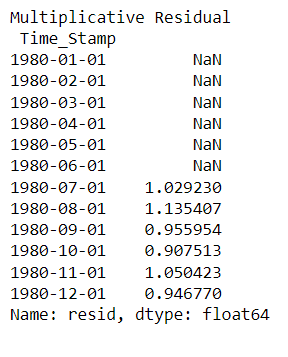 Multiplicative Residual
 Time_Stamp
1980-01-01         NaN
1980-02-01         NaN
1980-03-01         NaN
1980-04-01         NaN
1980-05-01         NaN
1980-06-01         NaN
1980-07-01    1.029230
1980-08-01    1.135407
1980-09-01    0.955954
1980-10-01    0.907513
1980-11-01    1.050423
1980-12-01    0.946770
Name: resid, dtype: float64